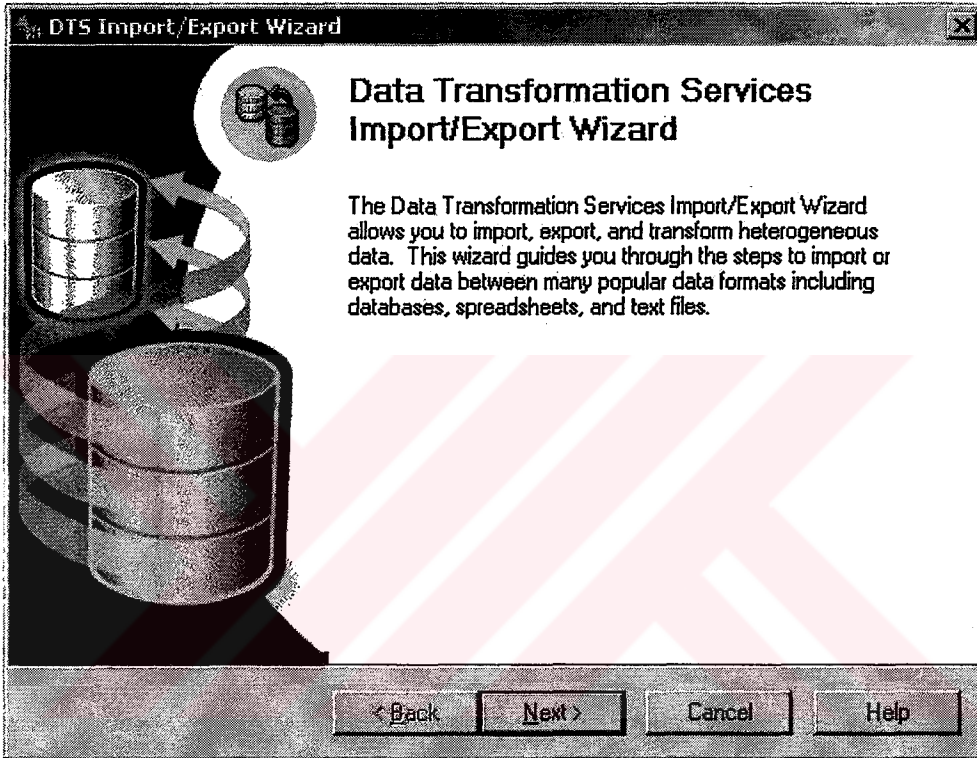 DTS Import/Export Wizard
Data Transformation Services
Import/Export Wizard
The Data Transformation Services Import/Export Wizard
allows you to import, export, and transform heterogeneous
data. This wizard guides you through the steps to import or
export data between many popular data formats including
databases, spreadsheets, and text files.
< Back Next > Cancel Help